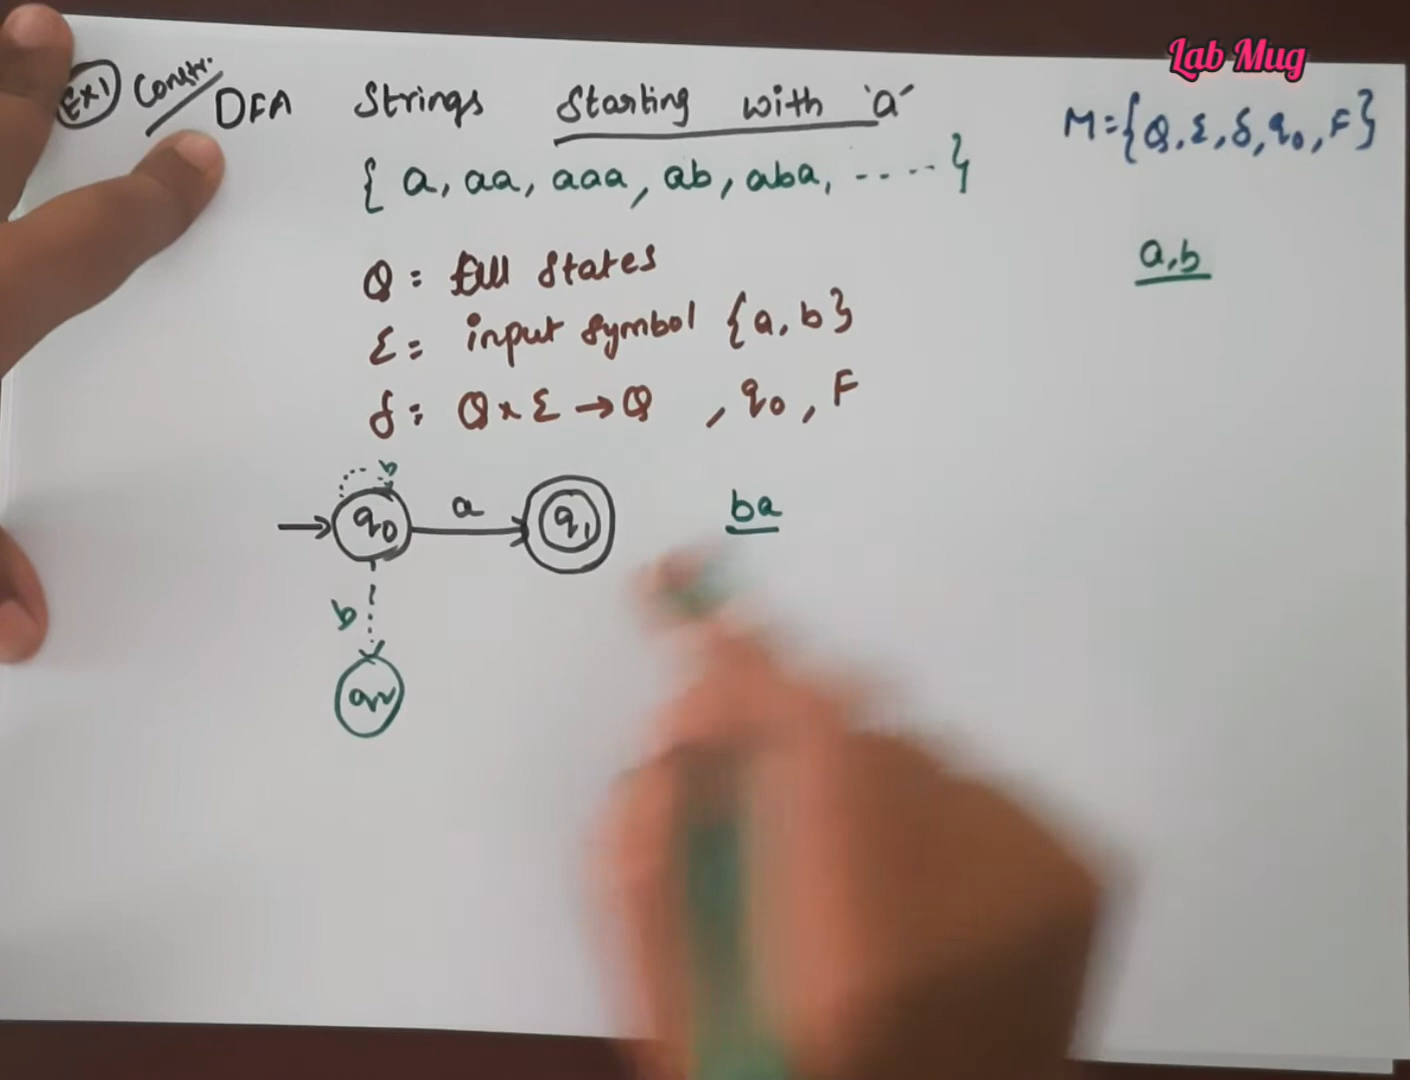 Lab Mug
Ex1 Constr. DFA Strings Starting with 'a'
M={Q,Σ,δ,q0,F}
{ a, aa, aaa, ab, aba, ..... }
a,b
Q = all states
Σ = input symbol {a, b}
δ = Q x Σ → Q , q0 , F
b
q0 a q1
ba
b